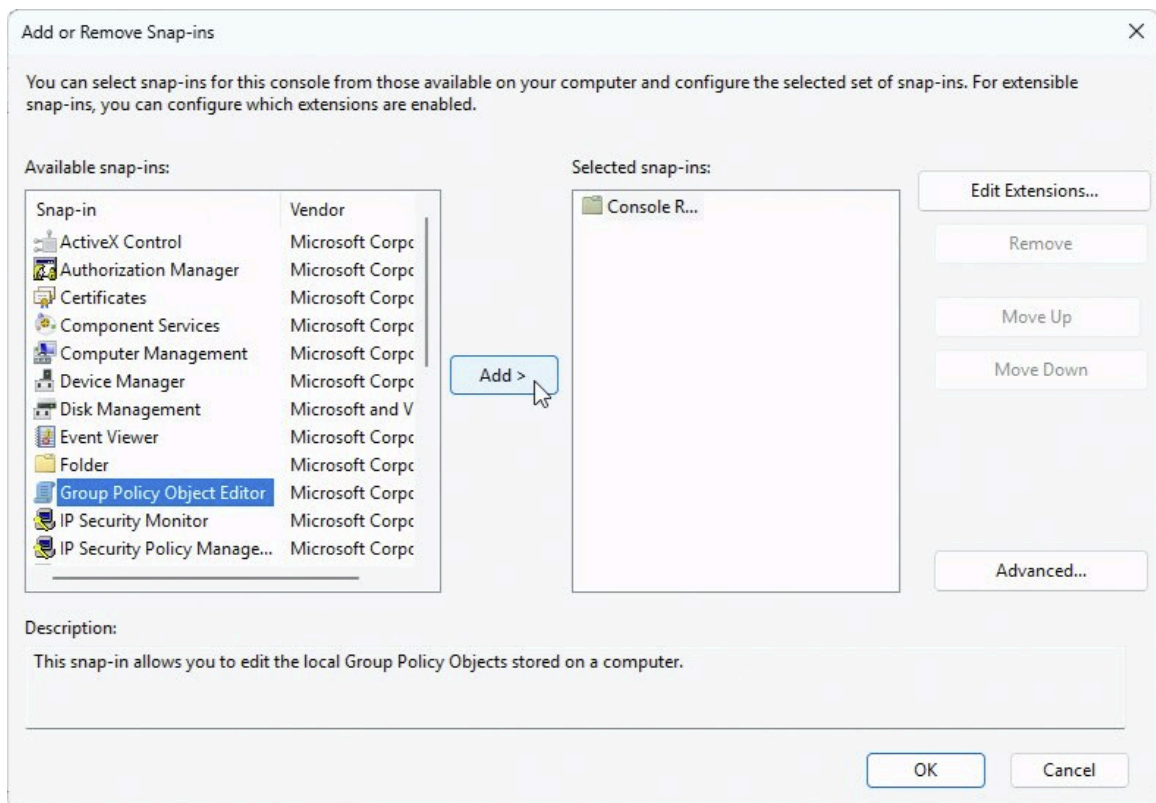 Add or Remove Snap-ins
You can select snap-ins for this console from those available on your computer and configure the selected set of snap-ins. For extensible
snap-ins, you can configure which extensions are enabled.
Available snap-ins:
Snap-in Vendor
ActiveX Control Microsoft Corpc
Authorization Manager Microsoft Corpc
Certificates Microsoft Corpc
Component Services Microsoft Corpc
Computer Management Microsoft Corpc
Device Manager Microsoft Corpc
Disk Management Microsoft and V
Event Viewer Microsoft Corpc
Folder Microsoft Corpc
Group Policy Object Editor Microsoft Corpc
IP Security Monitor Microsoft Corpc
IP Security Policy Manage... Microsoft Corpc
Add >
Selected snap-ins:
Console R...
Edit Extensions...
Remove
Move Up
Move Down
Advanced...
Description:
This snap-in allows you to edit the local Group Policy Objects stored on a computer.
OK
Cancel